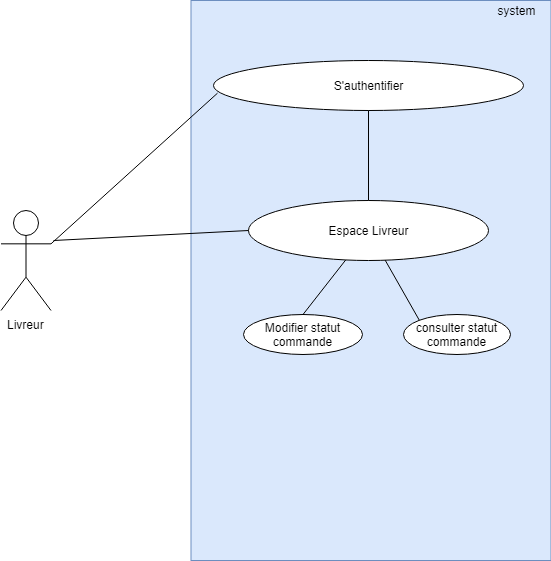 system
S'authentifier
Espace Livreur
Livreur
Modifier statut
commande
consulter statut
commande